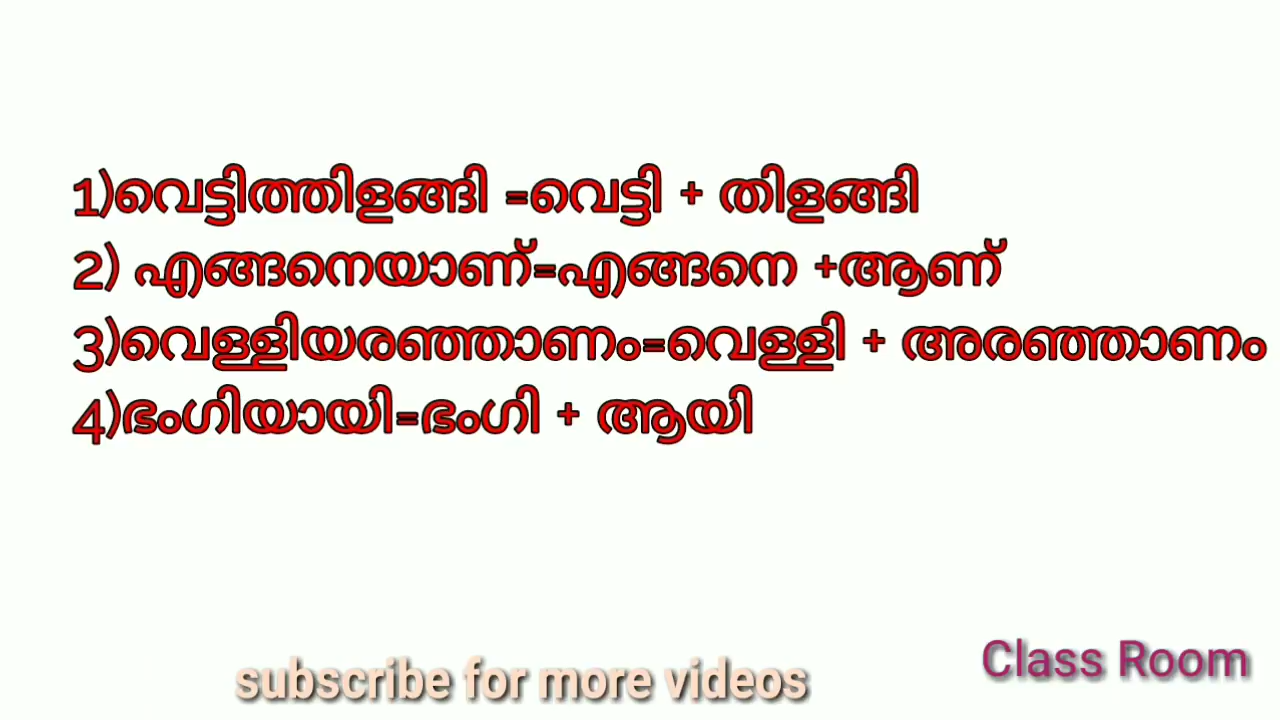 1)വെട്ടിത്തിളങ്ങി =വെട്ടി + തിളങ്ങി
2) എങ്ങനെയാണ്=എങ്ങനെ +ആണ്
3)വെള്ളിയരഞ്ഞാണം=വെള്ളി + അരഞ്ഞാണം
4)ഭംഗിയായി=ഭംഗി + ആയി
Class Room
subscribe for more videos